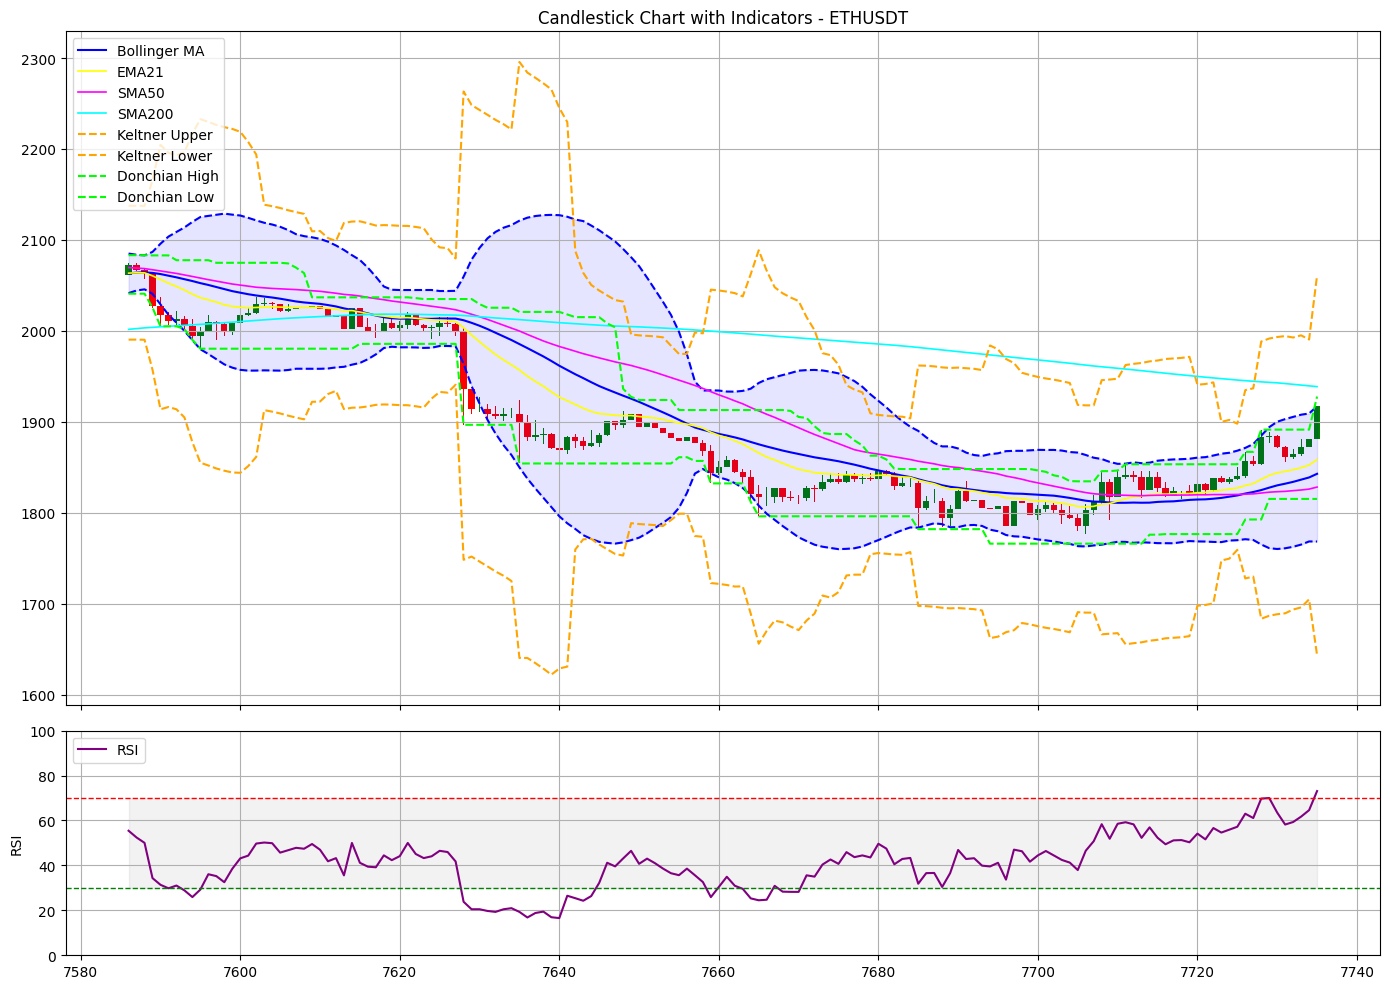 Candlestick Chart with Indicators - ETHUSDT
2300
2200
2100
2000
1900
1800
1700
1600
Bollinger MA
EMA21
SMA50
SMA200
Keltner Upper
Keltner Lower
Donchian High
Donchian Low
100
80
60
40
20
0
RSI
RSI
7580 7600 7620 7640 7660 7680 7700 7720 7740